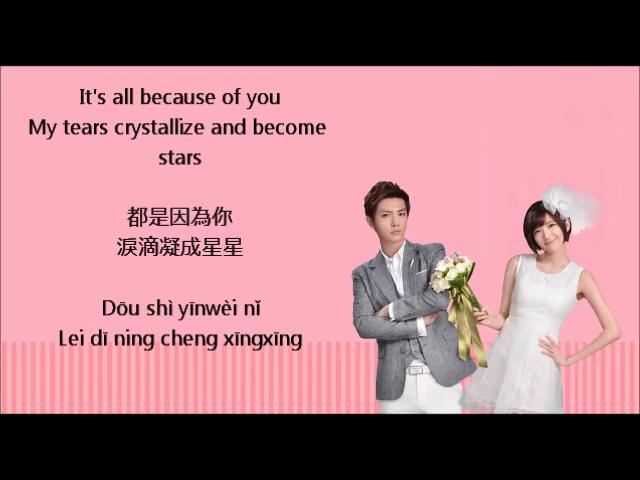 It's all because of you
My tears crystallize and become
stars
都是因為你
淚滴凝成星星
Dōu shì yīnwèi nǐ
Lei dī ning cheng xīngxīng